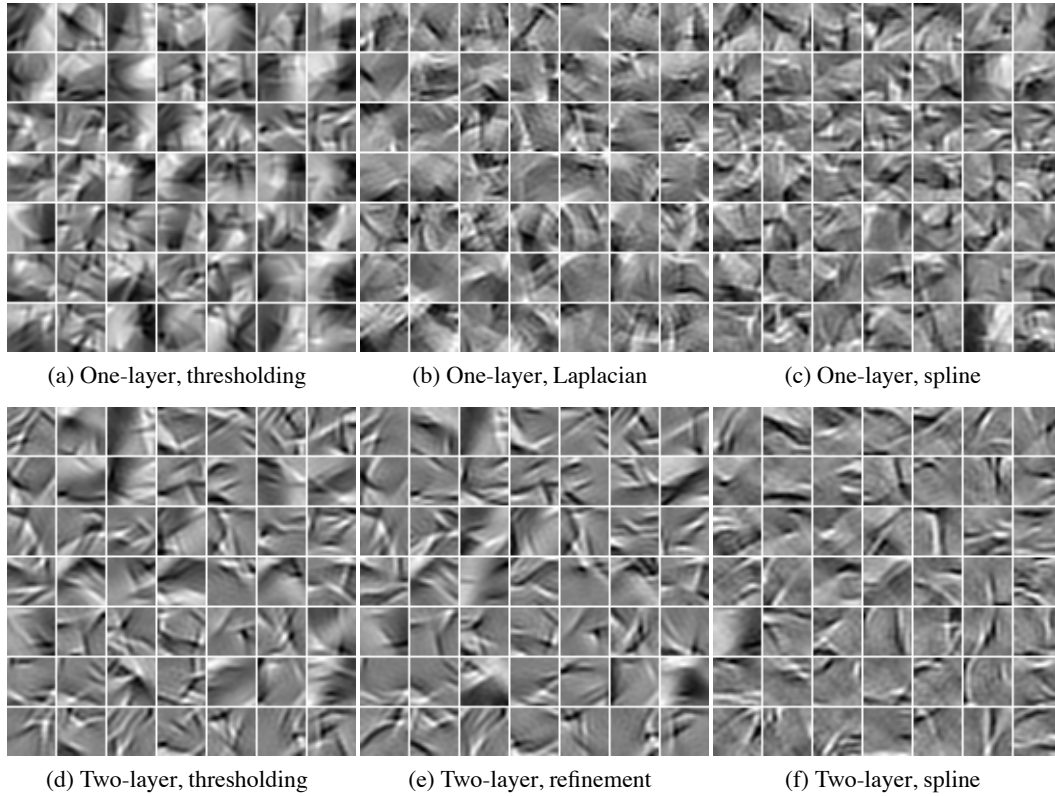 (a) One-layer, thresholding
(b) One-layer, Laplacian
(c) One-layer, spline
(d) Two-layer, thresholding
(e) Two-layer, refinement
(f) Two-layer, spline